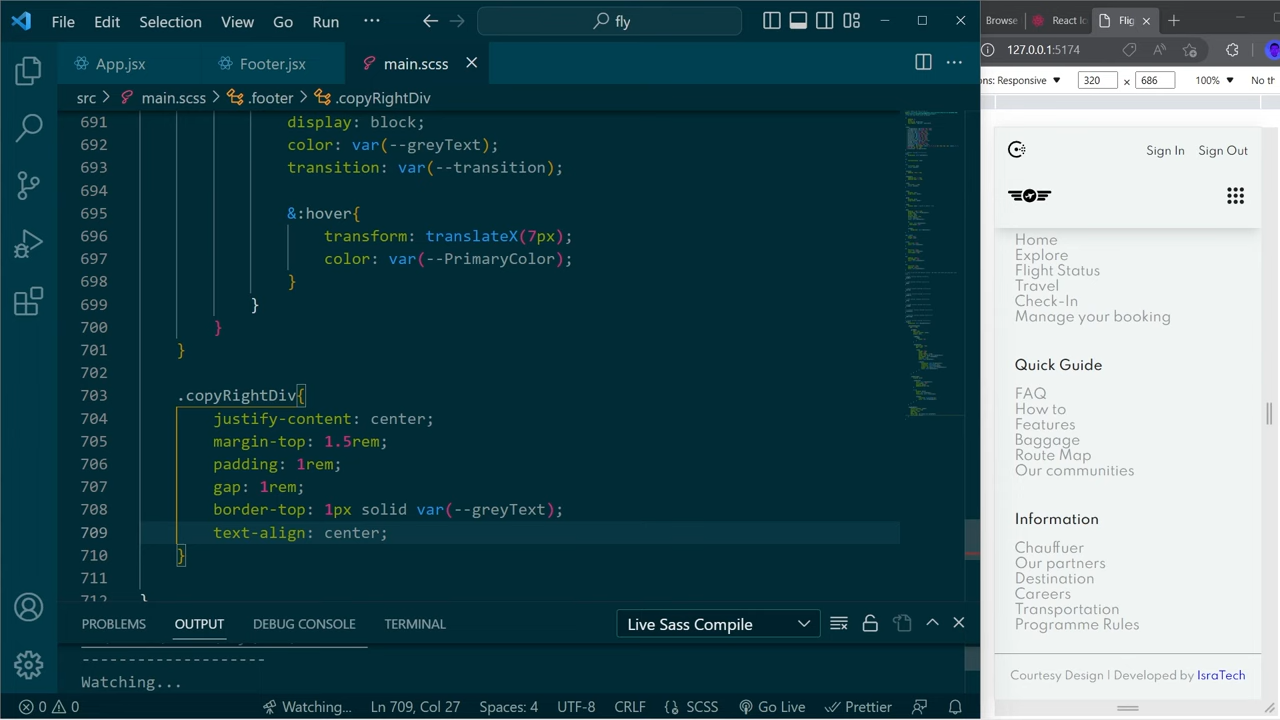 File Edit Selection View Go Run ··· fly
Browse React Ic Flig
App.jsx Footer.jsx main.scss
127.0.0.1:5174
ons: Responsive 320 × 686 100% No th
src > main.scss > .footer > .copyRightDiv
691 display: block;
692 color: var(--greyText);
693 transition: var(--transition);
694
695 &:hover{
696 transform: translateX(7px);
697 color: var(--PrimaryColor);
698 }
699 }
700 }
701 }
702
703 .copyRightDiv{
704 justify-content: center;
705 margin-top: 1.5rem;
706 padding: 1rem;
707 gap: 1rem;
708 border-top: 1px solid var(--greyText);
709 text-align: center;
710 }
711
712 }
PROBLEMS OUTPUT DEBUG CONSOLE TERMINAL Live Sass Compile
--------------------
Watching...
0 0 Watching... Ln 709, Col 27 Spaces: 4 UTF-8 CRLF SCSS Go Live Prettier
Sign In Sign Out
Home
Explore
Flight Status
Travel
Check-In
Manage your booking
Quick Guide
FAQ
How to
Features
Baggage
Route Map
Our communities
Information
Chauffuer
Our partners
Destination
Careers
Transportation
Programme Rules
Courtesy Design | Developed by IsraTech